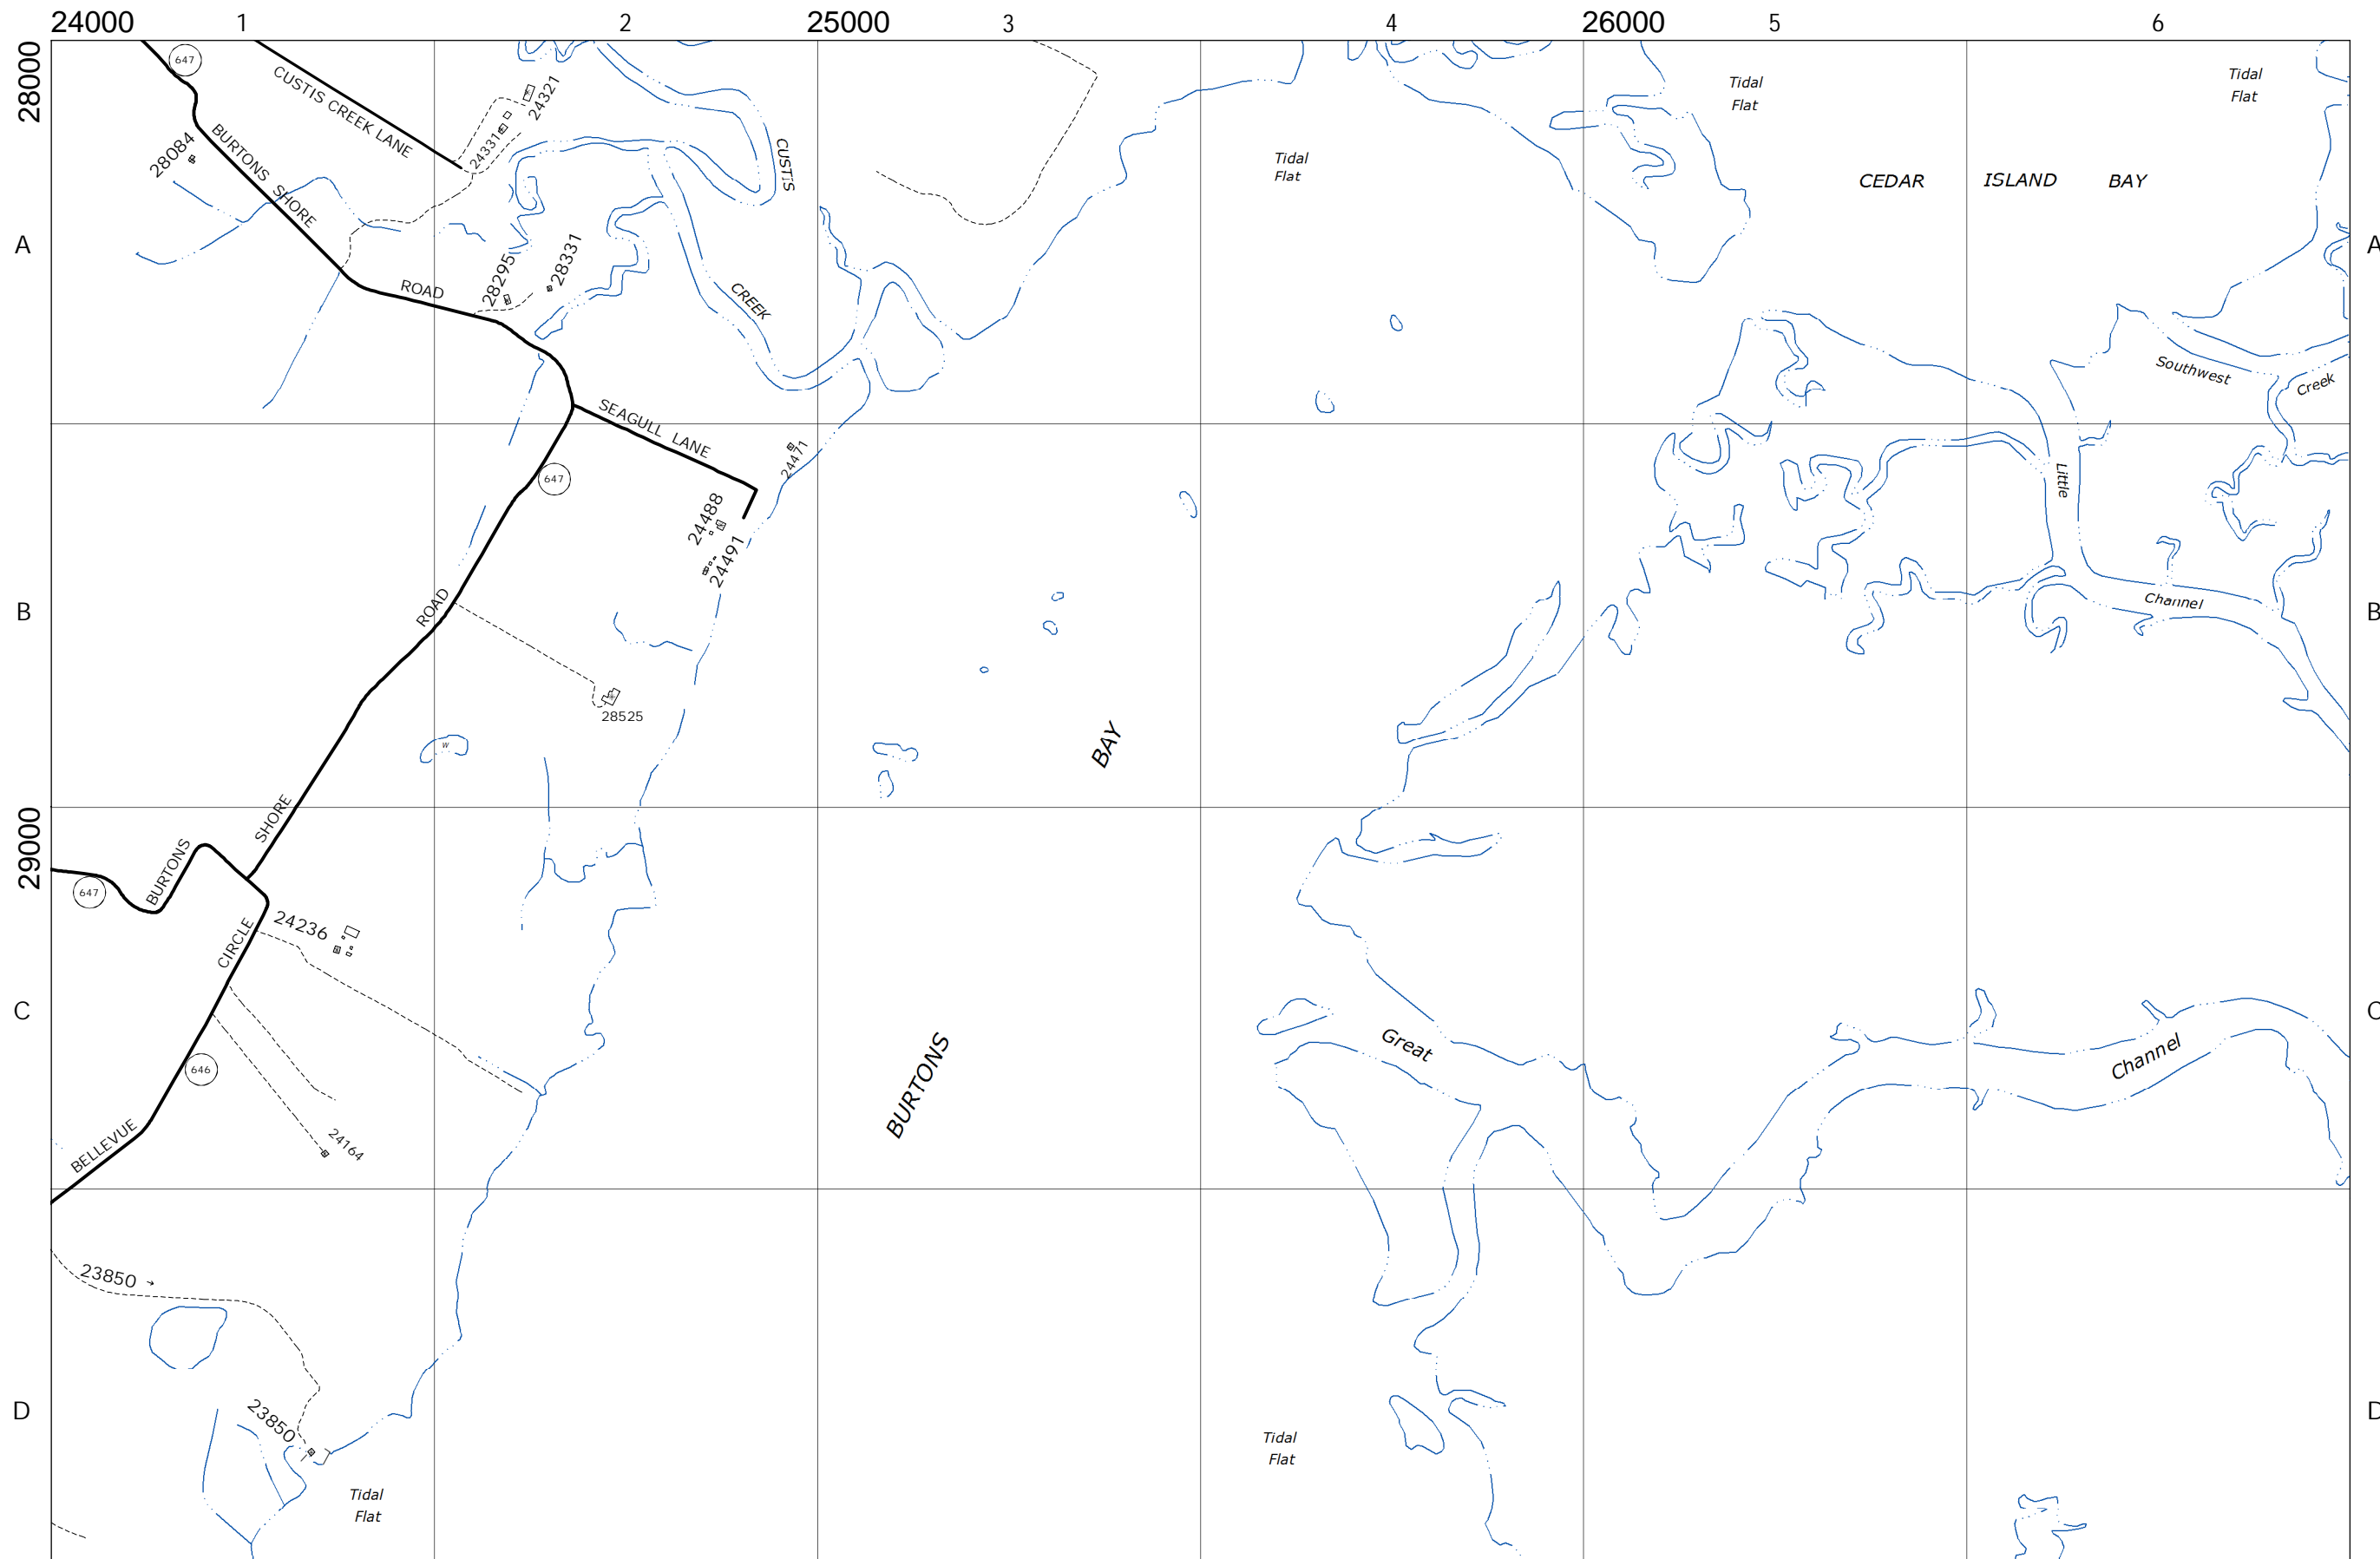 24000 1 2 25000 3 4 26000 5 6
28000
647
CUSTIS CREEK LANE
24321
24331
28084
BURTONS SHORE
CUSTIS
Tidal
Flat
Tidal
Flat
Tidal
Flat
CEDAR ISLAND BAY
A
A
28295
28331
ROAD
CREEK
Southwest
Creek
SEAGULL LANE
24471
647
24488
24491
Little
ROAD
B
Channel
B
28525
W
BAY
29000
SHORE
BURTONS
647
24236
CIRCLE
C
C
Great
Channel
646
BURTONS
24164
BELLEVUE
23850
23850
D
D
Tidal
Flat
Tidal
Flat